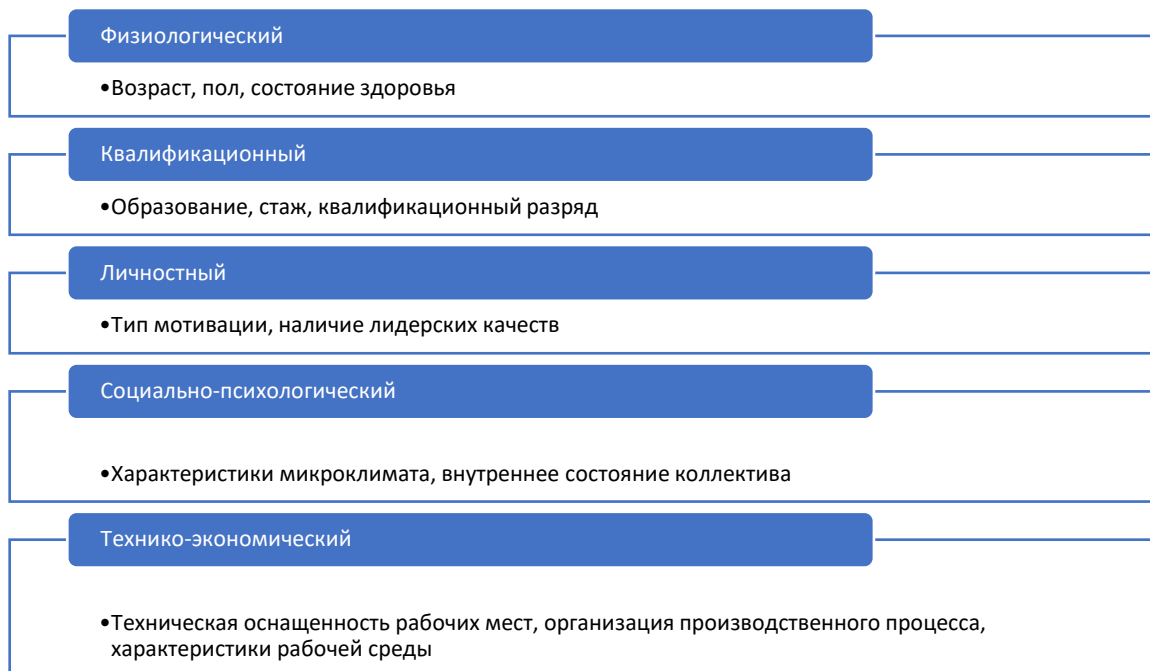 Физиологический
•Возраст, пол, состояние здоровья
Квалификационный
•Образование, стаж, квалификационный разряд
Личностный
•Тип мотивации, наличие лидерских качеств
Социально-психологический
•Характеристики микроклимата, внутреннее состояние коллектива
Технико-экономический
•Техническая оснащенность рабочих мест, организация производственного процесса,
характеристики рабочей среды